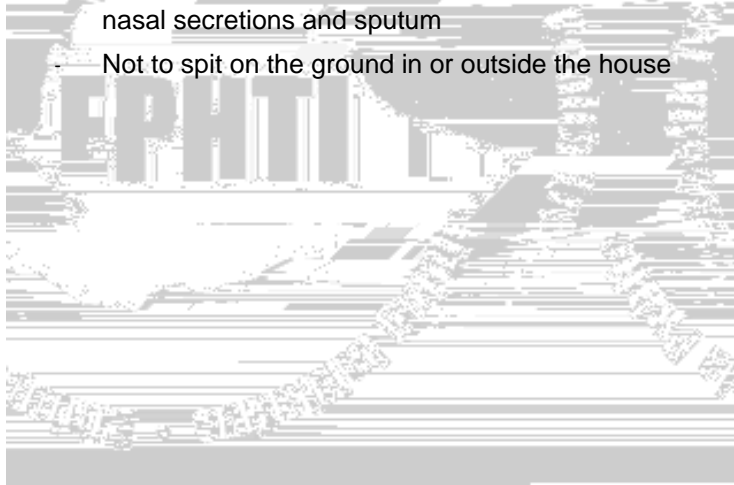 nasal secretions and sputum
- Not to spit on the ground in or outside the house
EPHTI